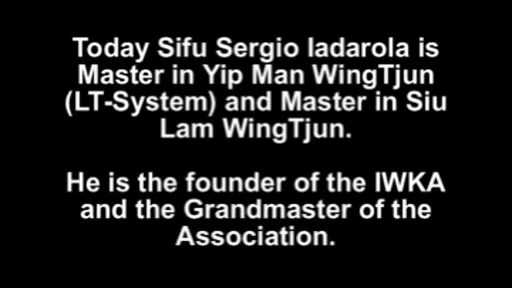 Today Sifu Sergio Iadarola is
Master in Yip Man WingTjun
(LT-System) and Master in Siu
Lam WingTjun.
He is the founder of the IWKA
and the Grandmaster of the
Association.